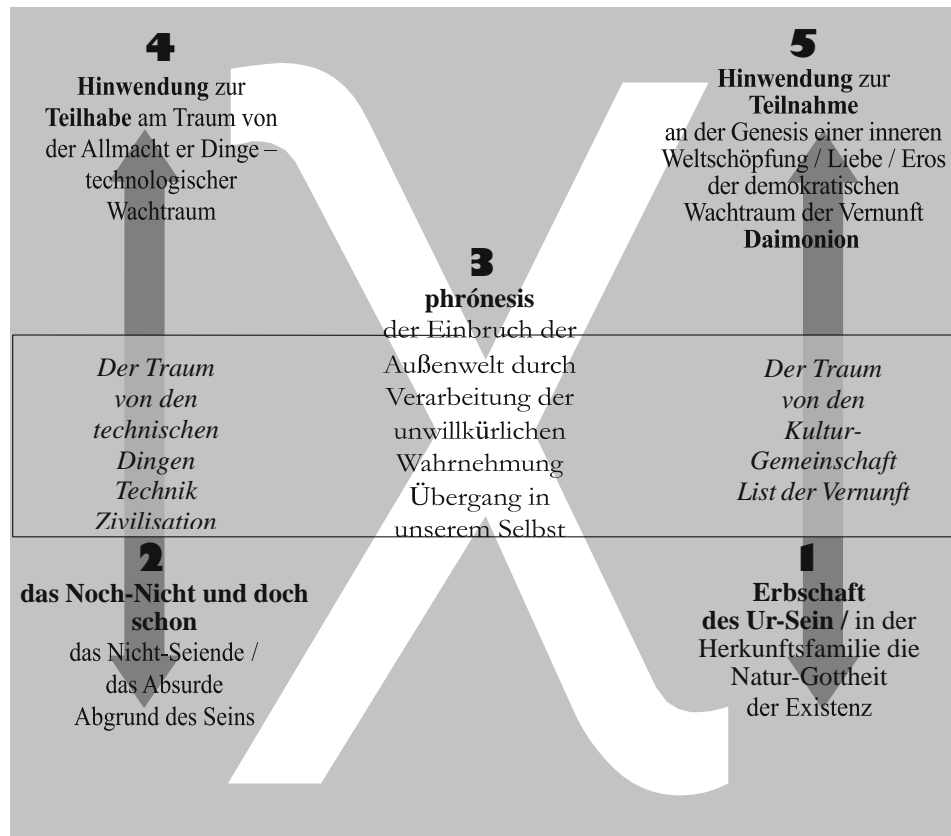 4
Hinwendung zur
Teilhabe am Traum von
der Allmacht er Dinge –
technologischer
Wachtraum
5
Hinwendung zur
Teilnahme
an der Genesis einer inneren
Weltschöpfung / Liebe / Eros
der demokratischen
Wachtraum der Vernunft
Daimonion
3
phrónesis
der Einbruch der
Außenwelt durch
Verarbeitung der
unwillkürlichen
Wahrnehmung
Übergang in
unserem Selbst
Der Traum
von den
technischen
Dingen
Technik
Zivilisation
Der Traum
von den
Kultur-
Gemeinschaft
List der Vernunft
2
das Noch-Nicht und doch
schon
das Nicht-Seiende /
das Absurde
Abgrund des Seins
1
Erbschaft
des Ur-Sein / in der
Herkunftsfamilie die
Natur-Gottheit
der Existenz